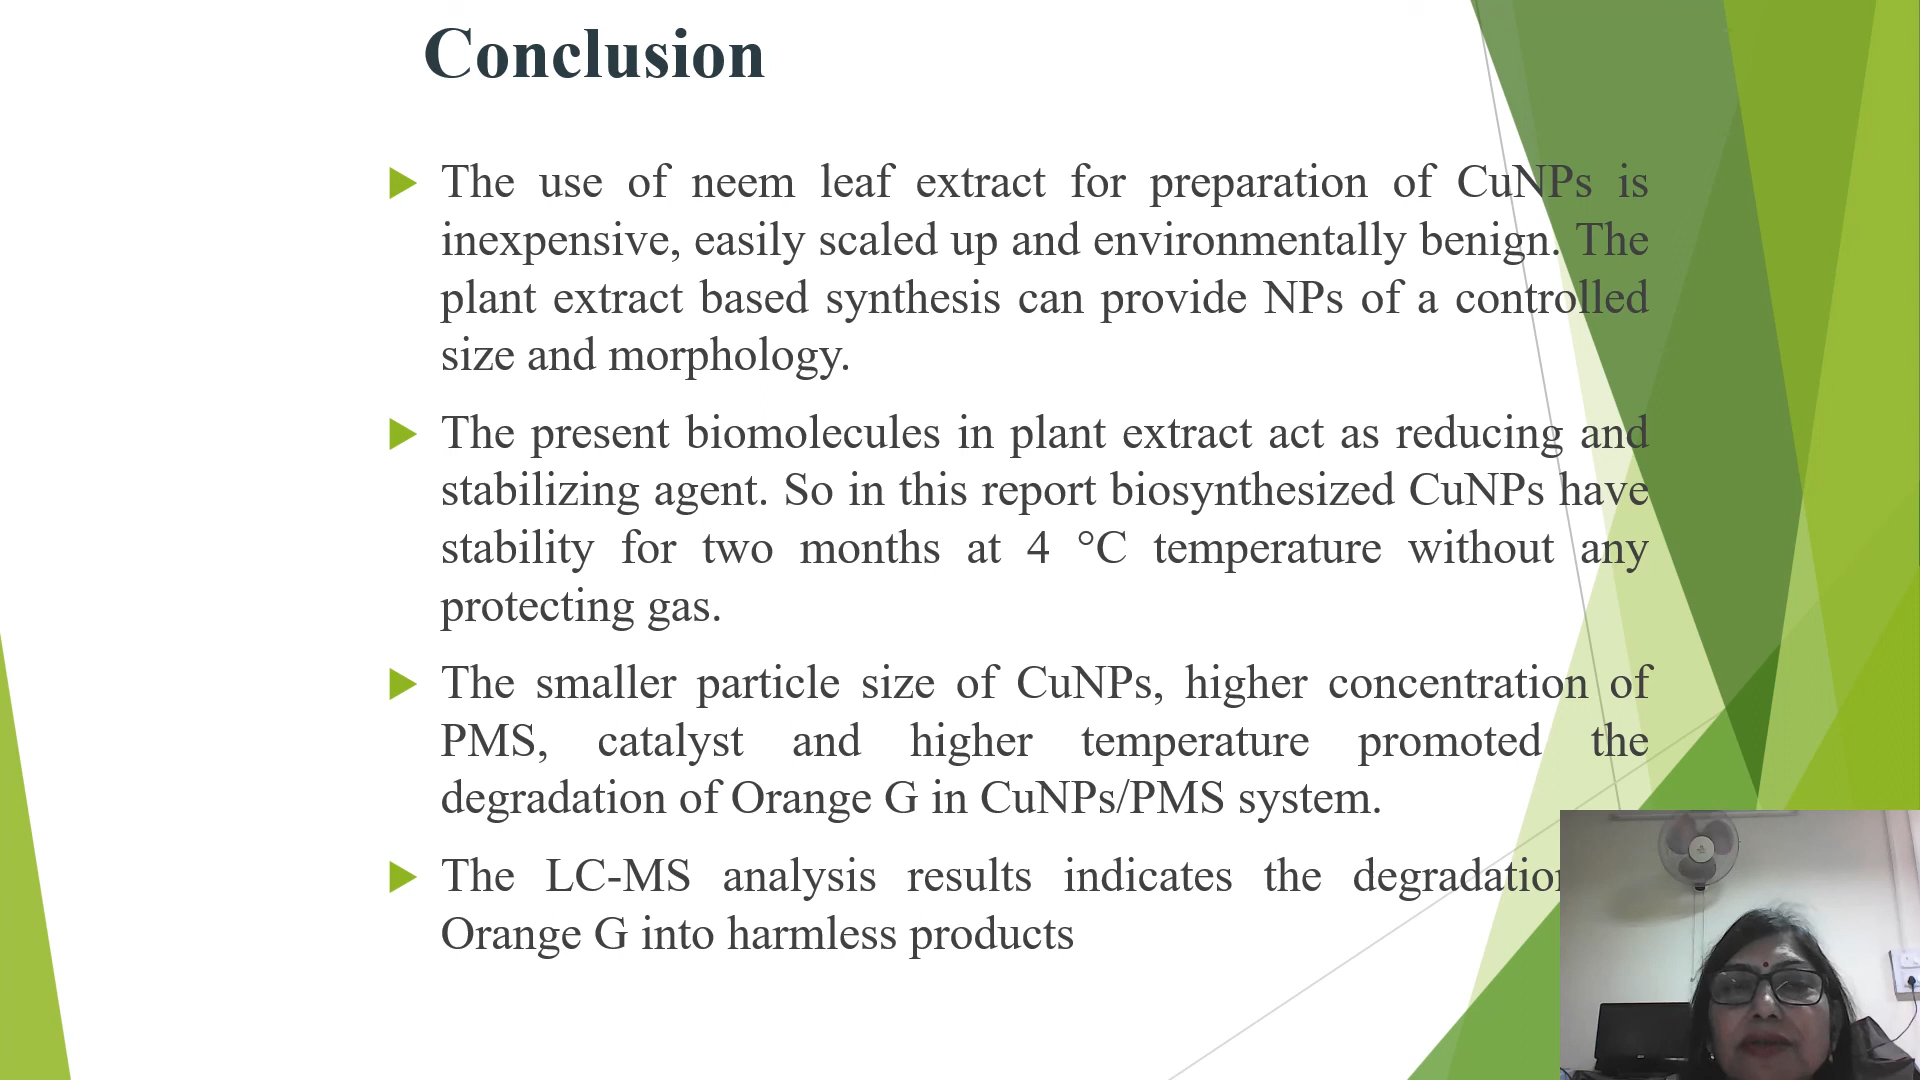 Conclusion
The use of neem leaf extract for preparation of CuNPs is
inexpensive, easily scaled up and environmentally benign. The
plant extract based synthesis can provide NPs of a controlled
size and morphology.
The present biomolecules in plant extract act as reducing and
stabilizing agent. So in this report biosynthesized CuNPs have
stability for two months at 4 °C temperature without any
protecting gas.
The smaller particle size of CuNPs, higher concentration of
PMS, catalyst and higher temperature promoted the
degradation of Orange G in CuNPs/PMS system.
The LC-MS analysis results indicates the
Orange G into harmless products